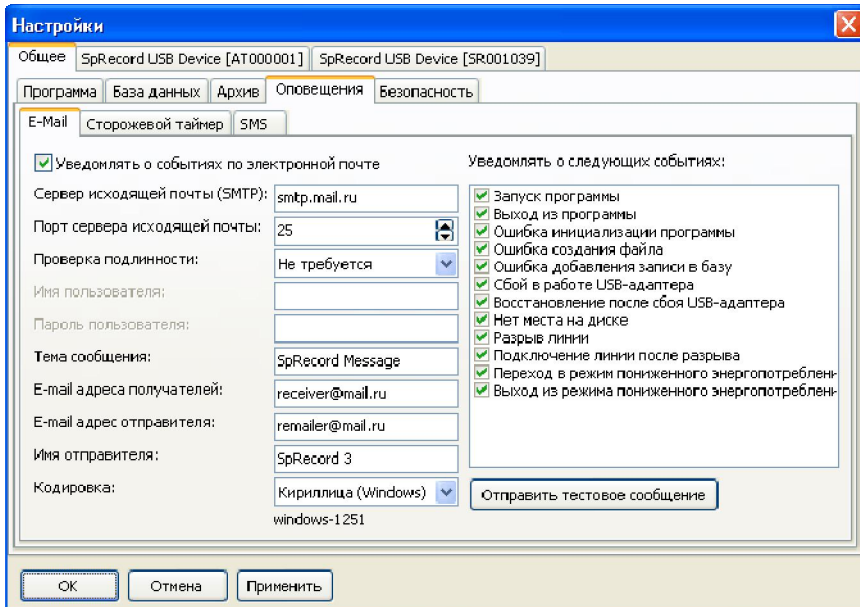 Настройки
Общее SpRecord USB Device [AT000001] SpRecord USB Device [SR001039]
Программа База данных Архив Оповещения Безопасность
E-Mail Сторожевой таймер SMS
Уведомлять о событиях по электронной почте
Сервер исходящей почты (SMTP): smtp.mail.ru
Порт сервера исходящей почты: 25
Проверка подлинности: Не требуется
Имя пользователя:
Пароль пользователя:
Тема сообщения: SpRecord Message
E-mail адреса получателей: receiver@mail.ru
E-mail адрес отправителя: remailer@mail.ru
Имя отправителя: SpRecord 3
Кодировка: Кириллица (Windows)
windows-1251
Уведомлять о следующих событиях:
Запуск программы
Выход из программы
Ошибка инициализации программы
Ошибка создания файла
Ошибка добавления записи в базу
Сбой в работе USB-адаптера
Восстановление после сбоя USB-адаптера
Нет места на диске
Разрыв линии
Подключение линии после разрыва
Переход в режим пониженного энергопотреблени
Выход из режима пониженного энергопотреблени
Отправить тестовое сообщение
OK Отмена Применить